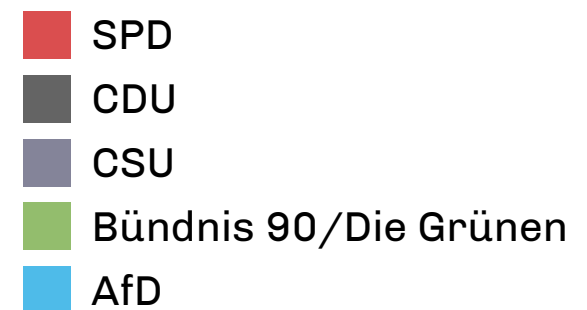 SPD
CDU
CSU
Bündnis 90/Die Grünen
AfD